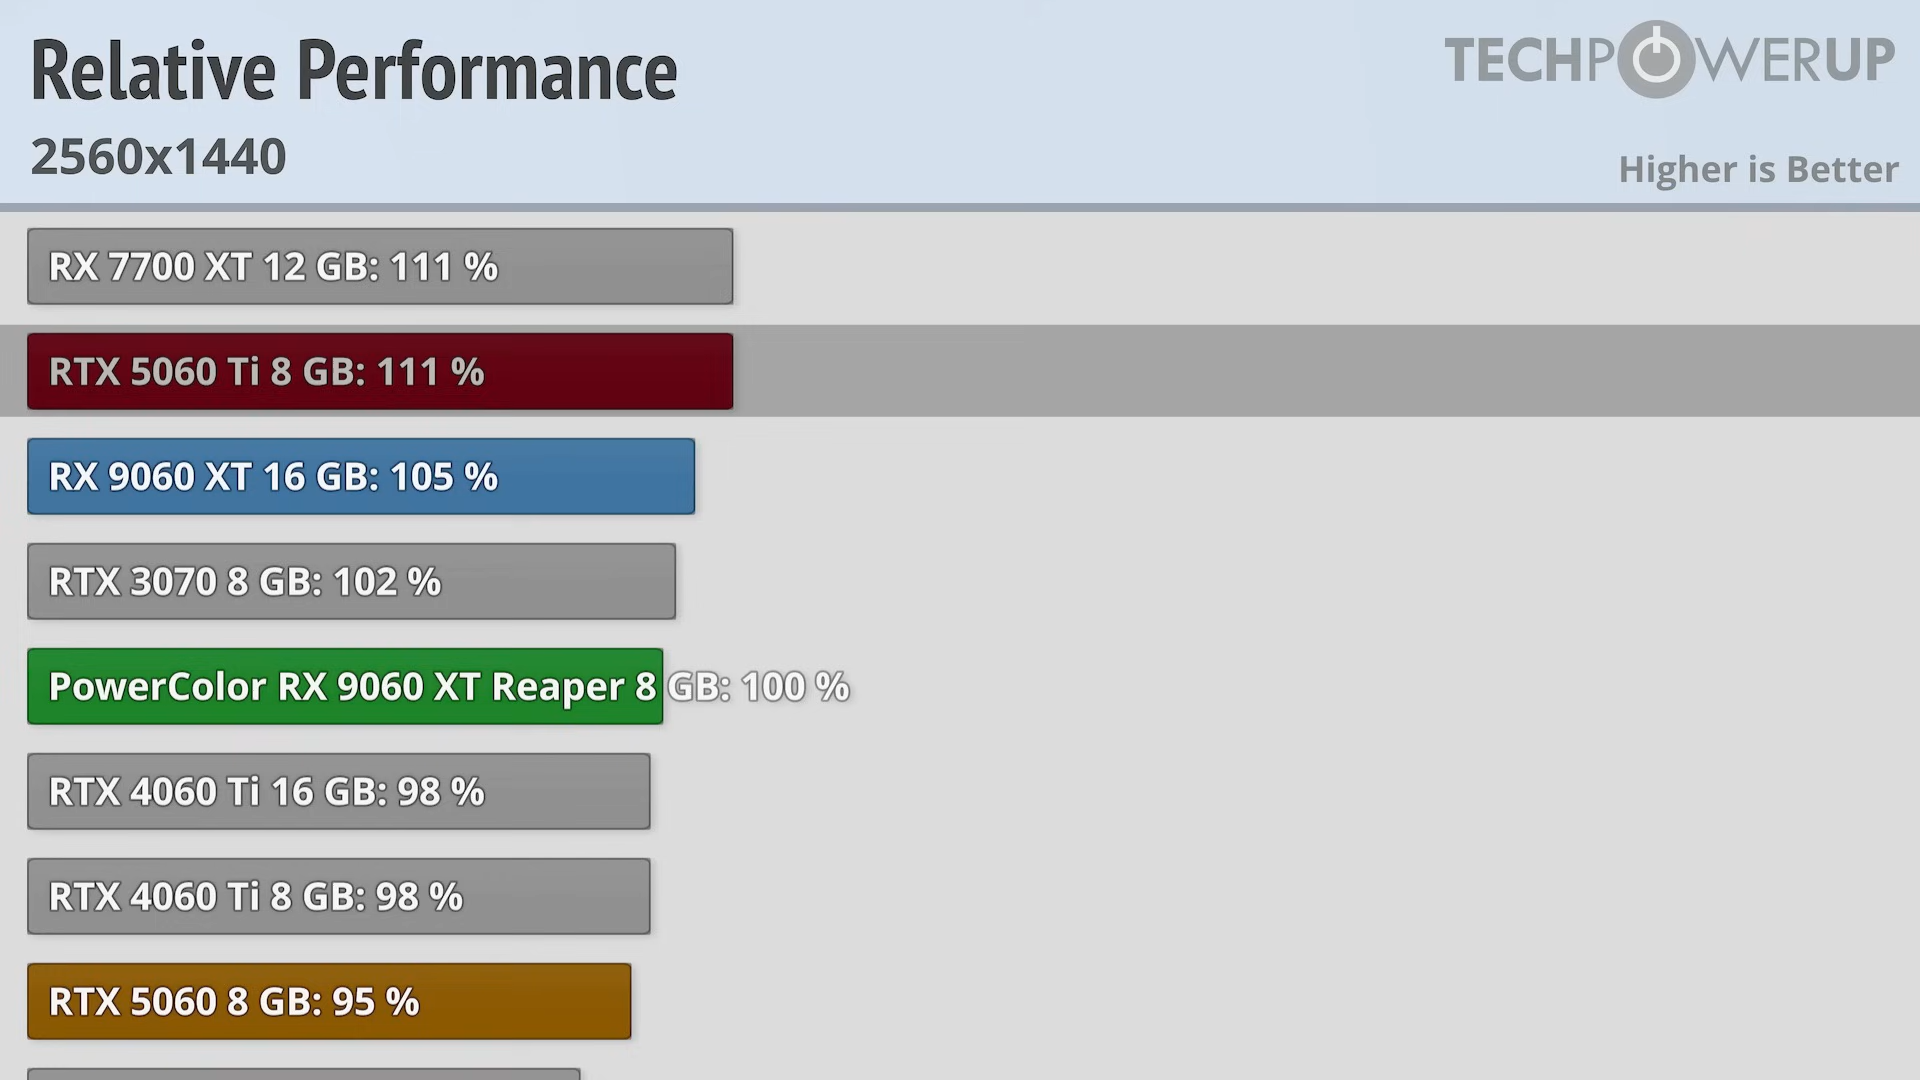 Relative Performance
TECHPOWERUP
2560x1440
Higher is Better
RX 7700 XT 12 GB: 111 %
RTX 5060 Ti 8 GB: 111 %
RX 9060 XT 16 GB: 105 %
RTX 3070 8 GB: 102 %
PowerColor RX 9060 XT Reaper 8 GB: 100 %
RTX 4060 Ti 16 GB: 98 %
RTX 4060 Ti 8 GB: 98 %
RTX 5060 8 GB: 95 %